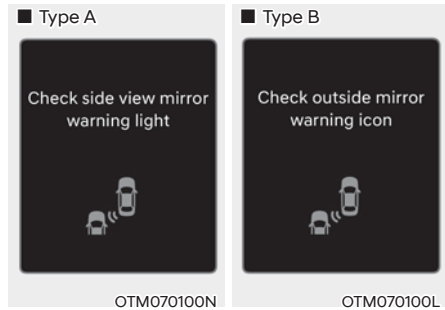 ■ Type A
Check side view mirror
warning light
OTM070100N
■ Type B
Check outside mirror
warning icon
OTM070100L